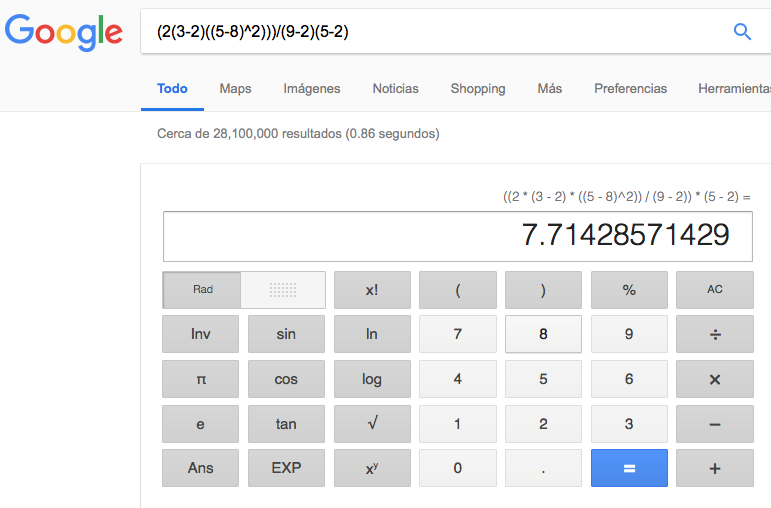 Google
(2(3-2)((5-8)^2)))/(9-2)(5-2)
Todo Maps Imágenes Noticias Shopping Más Preferencias Herramientas
Cerca de 28,100,000 resultados (0.86 segundos)
((2 * (3 - 2) * ((5 - 8)^2)) / (9 - 2)) * (5 - 2) =
7.71428571429
Rad x! ( ) % AC
Inv sin ln 7 8 9 ÷
π cos log 4 5 6 ×
e tan √ 1 2 3 −
Ans EXP xʸ 0 . = +